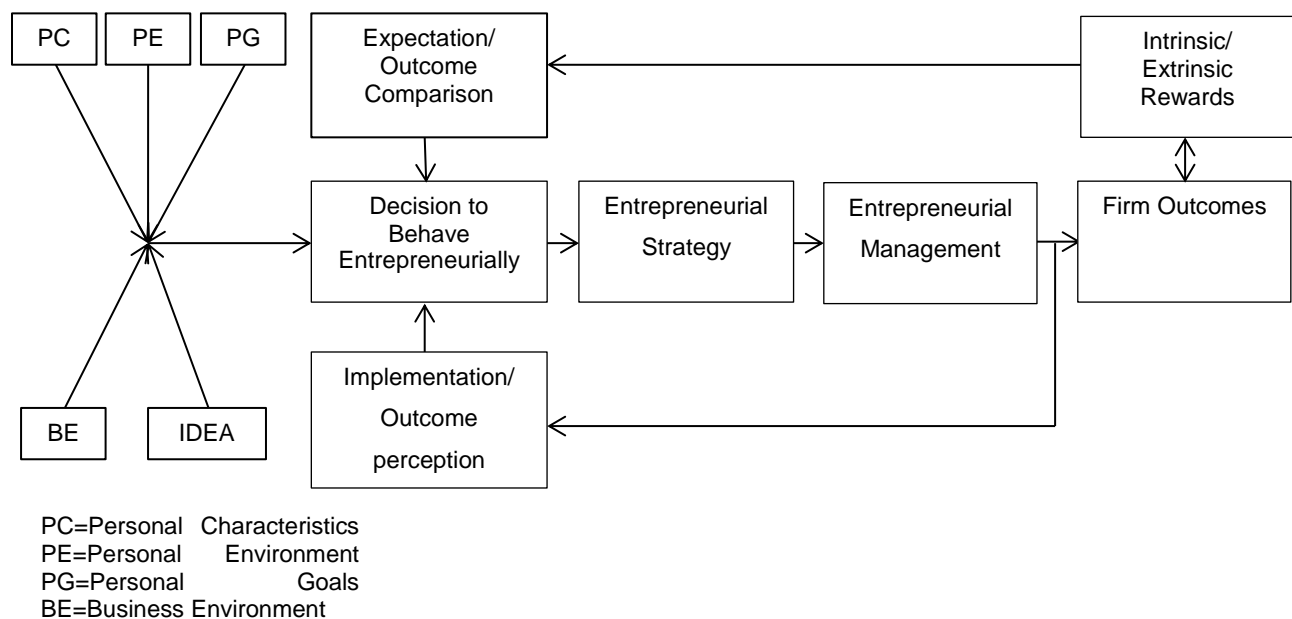 PC
PE
PG
Expectation/
Outcome
Comparison
Intrinsic/
Extrinsic
Rewards
Decision to
Behave
Entrepreneurially
Entrepreneurial
Strategy
Entrepreneurial
Management
Firm Outcomes
Implementation/
Outcome
perception
BE
IDEA
PC=Personal Characteristics
PE=Personal Environment
PG=Personal Goals
BE=Business Environment